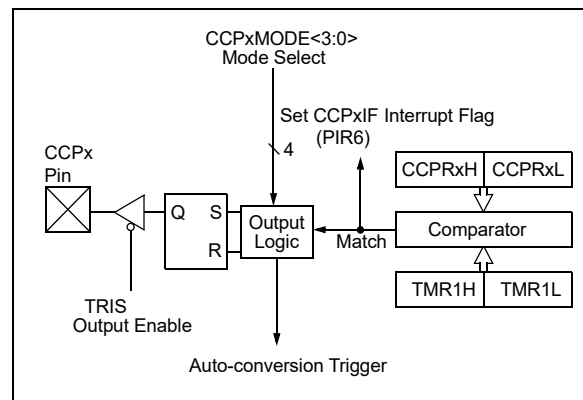 CCPxMODE<3:0>
Mode Select
Set CCPxIF Interrupt Flag
(PIR6)
4
CCPx
Pin
CCPRxH
CCPRxL
Q
S
R
Output
Logic
Match
Comparator
TMR1H
TMR1L
TRIS
Output Enable
Auto-conversion Trigger